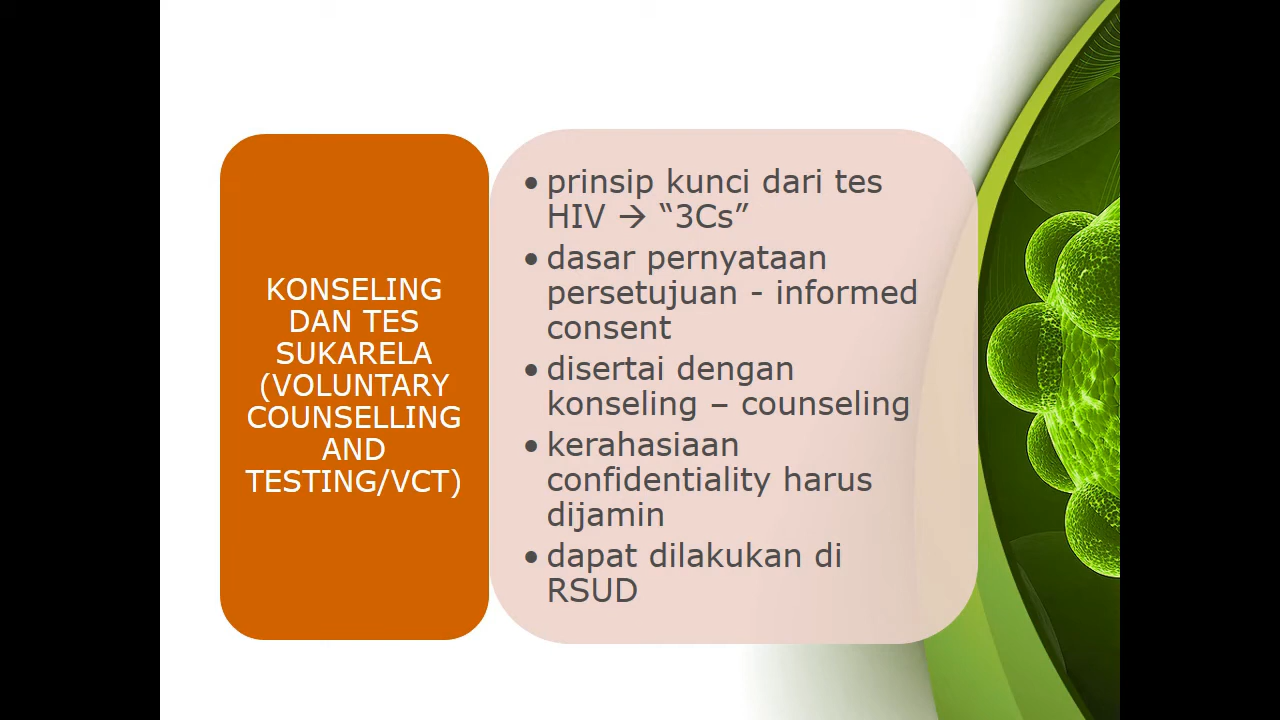 KONSELING
DAN TES
SUKARELA
(VOLUNTARY
COUNSELLING
AND
TESTING/VCT)
• prinsip kunci dari tes
HIV → “3Cs”
• dasar pernyataan
persetujuan - informed
consent
• disertai dengan
konseling – counseling
• kerahasiaan
confidentiality harus
dijamin
• dapat dilakukan di
RSUD